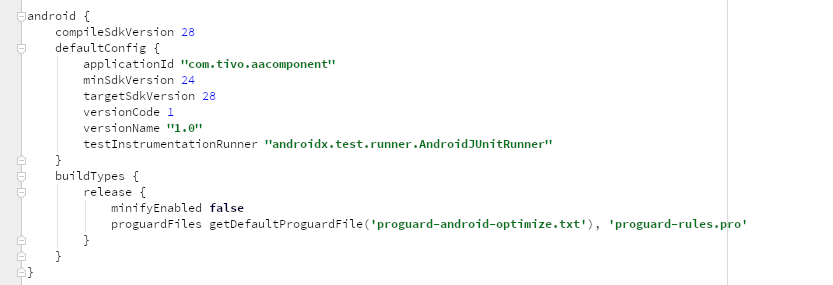 android {
    compileSdkVersion 28
    defaultConfig {
        applicationId "com.tivo.aacomponent"
        minSdkVersion 24
        targetSdkVersion 28
        versionCode 1
        versionName "1.0"
        testInstrumentationRunner "androidx.test.runner.AndroidJUnitRunner"
    }
    buildTypes {
        release {
            minifyEnabled false
            proguardFiles getDefaultProguardFile('proguard-android-optimize.txt'), 'proguard-rules.pro'
        }
    }
}